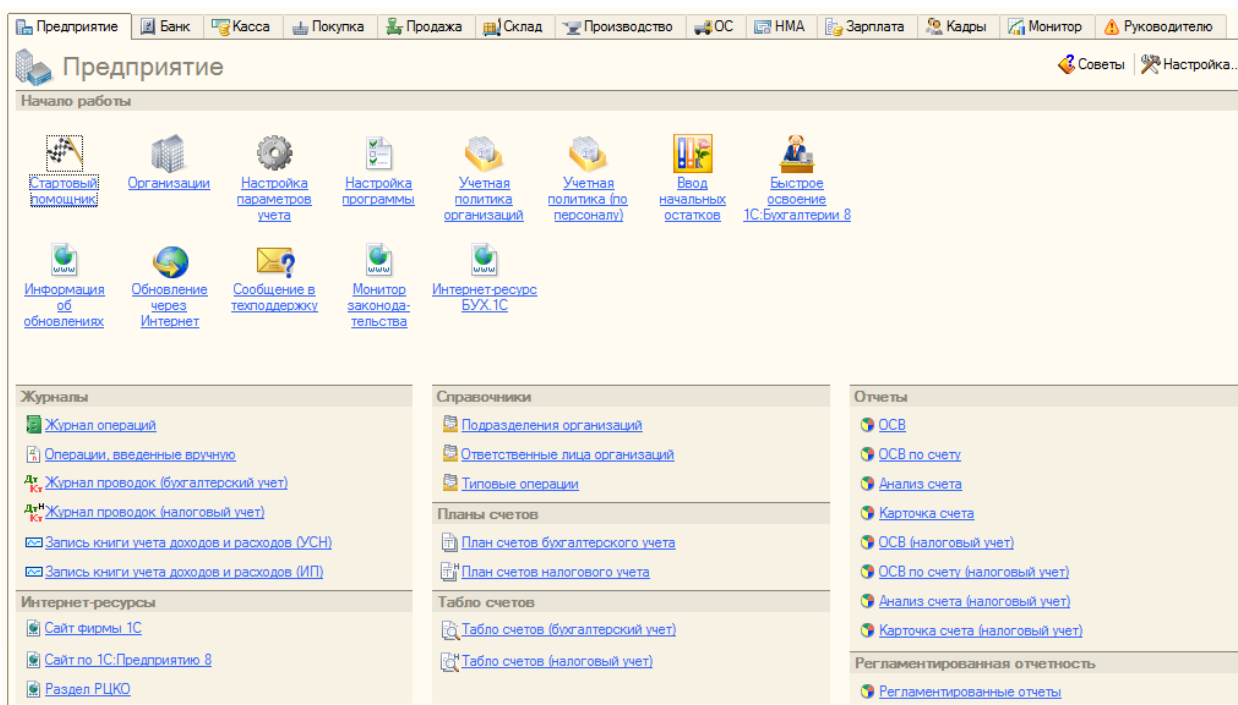 Предприятие Банк Касса Покупка Продажа Склад Производство ОС НМА Зарплата Кадры Монитор Руководителю
Предприятие
Советы Настройка...
Начало работы
Стартовый помощник
Организации
Настройка параметров учета
Настройка программы
Учетная политика организаций
Учетная политика (по персоналу)
Ввод начальных остатков
Быстрое освоение 1С:Бухгалтерии 8
Информация об обновлениях
Обновление через Интернет
Сообщение в техподдержку
Монитор законода-тельства
Интернет-ресурс БУХ.1С
Журналы
Журнал операций
Операции, введенные вручную
Журнал проводок (бухгалтерский учет)
Журнал проводок (налоговый учет)
Запись книги учета доходов и расходов (УСН)
Запись книги учета доходов и расходов (ИП)
Интернет-ресурсы
Сайт фирмы 1С
Сайт по 1С:Предприятию 8
Раздел РЦКО
Справочники
Подразделения организаций
Ответственные лица организаций
Типовые операции
Планы счетов
План счетов бухгалтерского учета
План счетов налогового учета
Табло счетов
Табло счетов (бухгалтерский учет)
Табло счетов (налоговый учет)
Отчеты
ОСВ
ОСВ по счету
Анализ счета
Карточка счета
ОСВ (налоговый учет)
ОСВ по счету (налоговый учет)
Анализ счета (налоговый учет)
Карточка счета (налоговый учет)
Регламентированная отчетность
Регламентированные отчеты